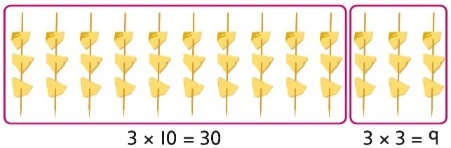 3 × 10 = 30
3 × 3 = 9